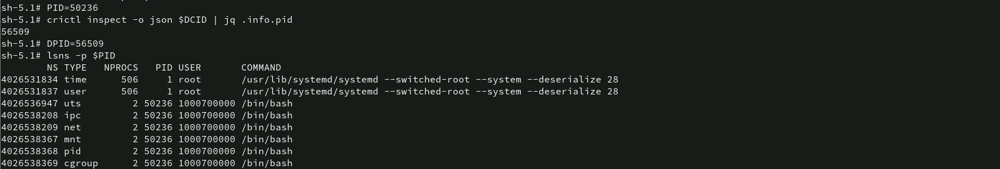 sh-5.1# PID=50236
sh-5.1# crictl inspect -o json $DCID | jq .info.pid
56509
sh-5.1# DPID=56509
sh-5.1# lsns -p $PID
        NS TYPE   NPROCS   PID USER       COMMAND
4026531834 time      506     1 root       /usr/lib/systemd/systemd --switched-root --system --deserialize 28
4026531837 user      506     1 root       /usr/lib/systemd/systemd --switched-root --system --deserialize 28
4026536947 uts         2 50236 1000700000 /bin/bash
4026538208 ipc         2 50236 1000700000 /bin/bash
4026538209 net         2 50236 1000700000 /bin/bash
4026538367 mnt         2 50236 1000700000 /bin/bash
4026538368 pid         2 50236 1000700000 /bin/bash
4026538369 cgroup      2 50236 1000700000 /bin/bash